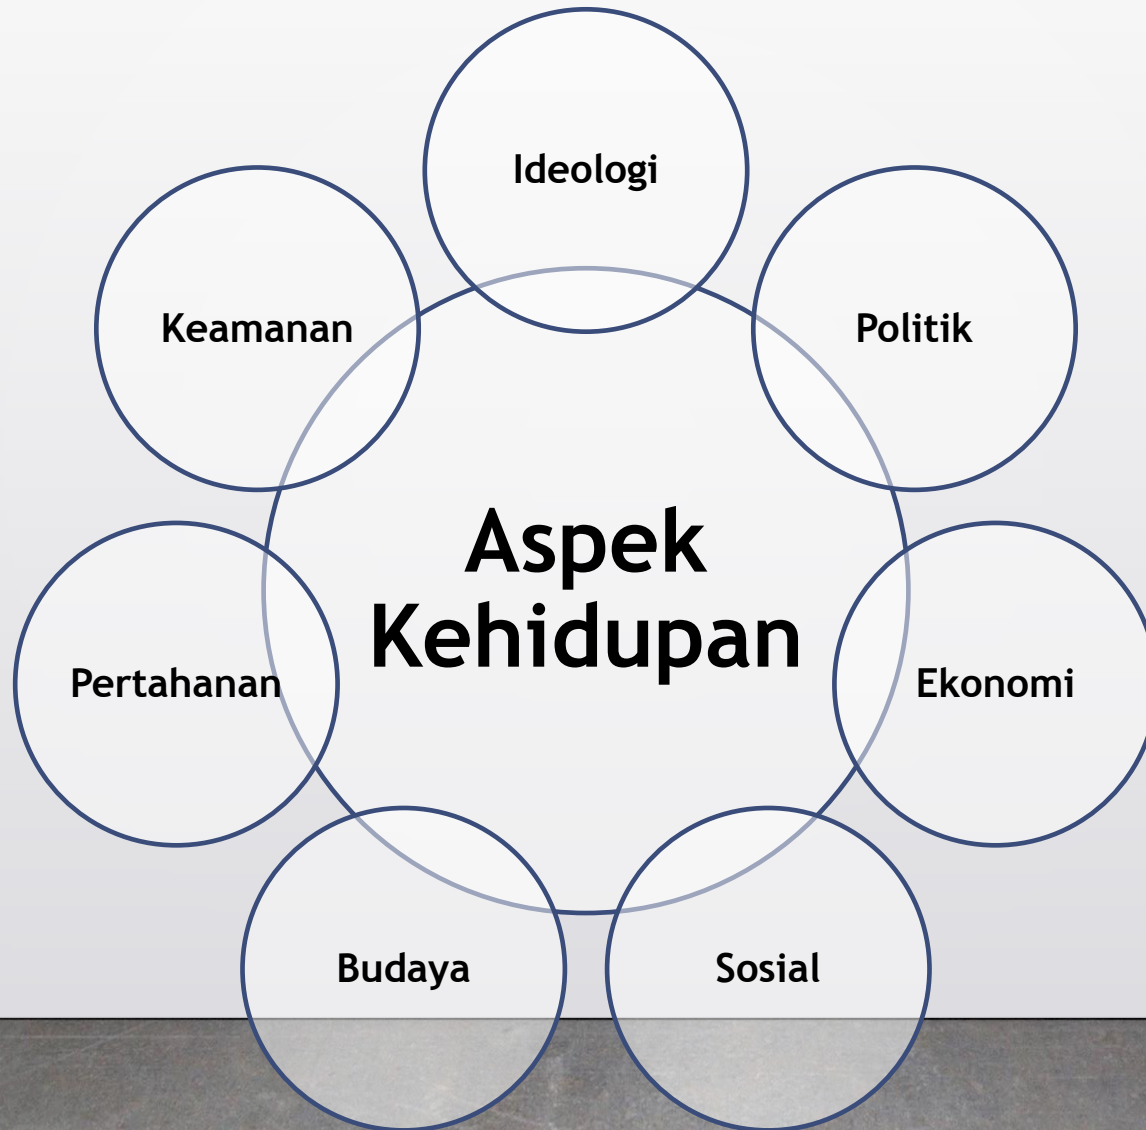 Ideologi
Keamanan
Politik
Aspek
Kehidupan
Pertahanan
Ekonomi
Budaya
Sosial